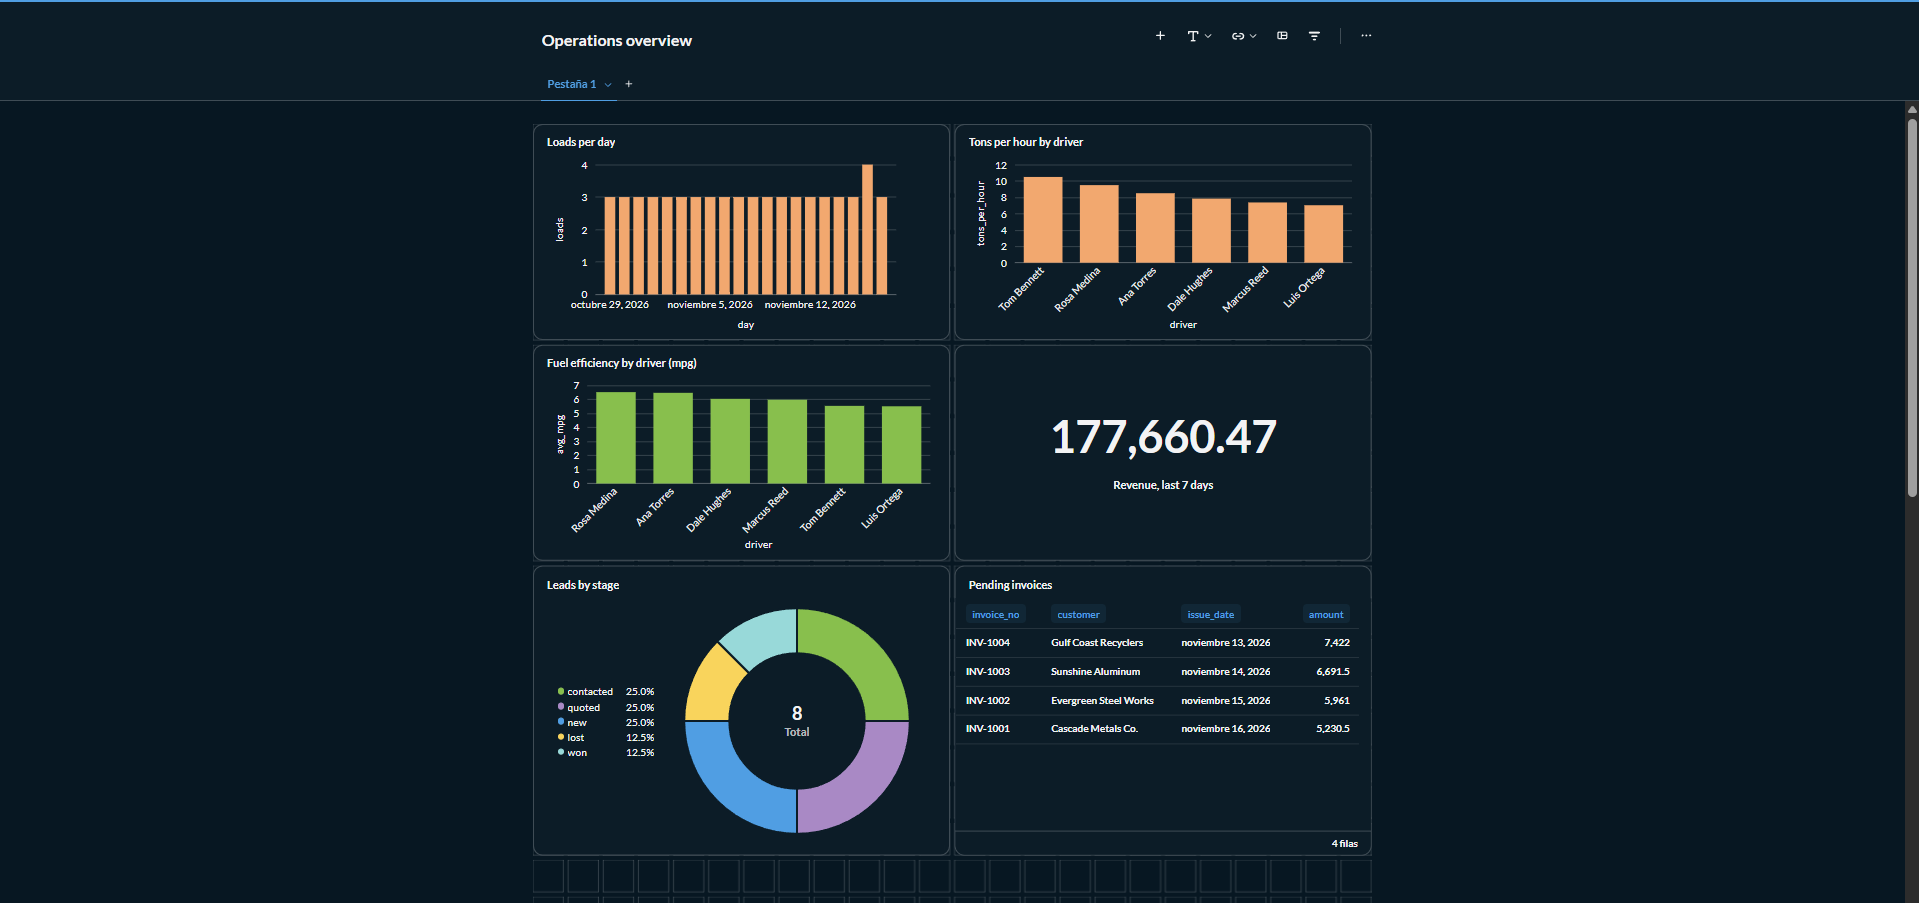 Operations overview
Pestaña 1
Loads per day
4
3
2
1
0
loads
octubre 29, 2026 noviembre 5, 2026 noviembre 12, 2026
day
Tons per hour by driver
12
10
8
6
4
2
0
tons_per_hour
Tom Bennett Rosa Medina Ana Torres Dale Hughes Marcus Reed Luis Ortega
driver
Fuel efficiency by driver (mpg)
7
6
5
4
3
2
1
0
avg_mpg
Rosa Medina Ana Torres Dale Hughes Marcus Reed Tom Bennett Luis Ortega
driver
177,660.47
Revenue, last 7 days
Leads by stage
contacted 25.0%
quoted 25.0%
new 25.0%
lost 12.5%
won 12.5%
8
Total
Pending invoices
invoice_no customer issue_date amount
INV-1004 Gulf Coast Recyclers noviembre 13, 2026 7,422
INV-1003 Sunshine Aluminum noviembre 14, 2026 6,691.5
INV-1002 Evergreen Steel Works noviembre 15, 2026 5,961
INV-1001 Cascade Metals Co. noviembre 16, 2026 5,230.5
4 filas